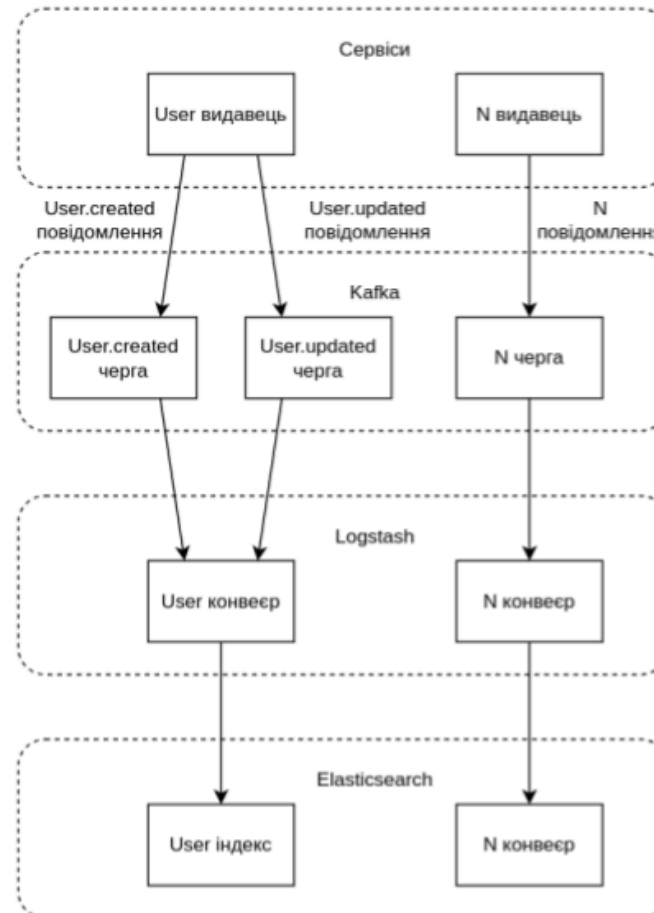 Сервіси
User видавець
N видавець
User.created
повідомлення
User.updated
повідомлення
N
повідомлення
Kafka
User.created
черга
User.updated
черга
N черга
Logstash
User конвеєр
N конвеєр
Elasticsearch
User індекс
N конвеєр